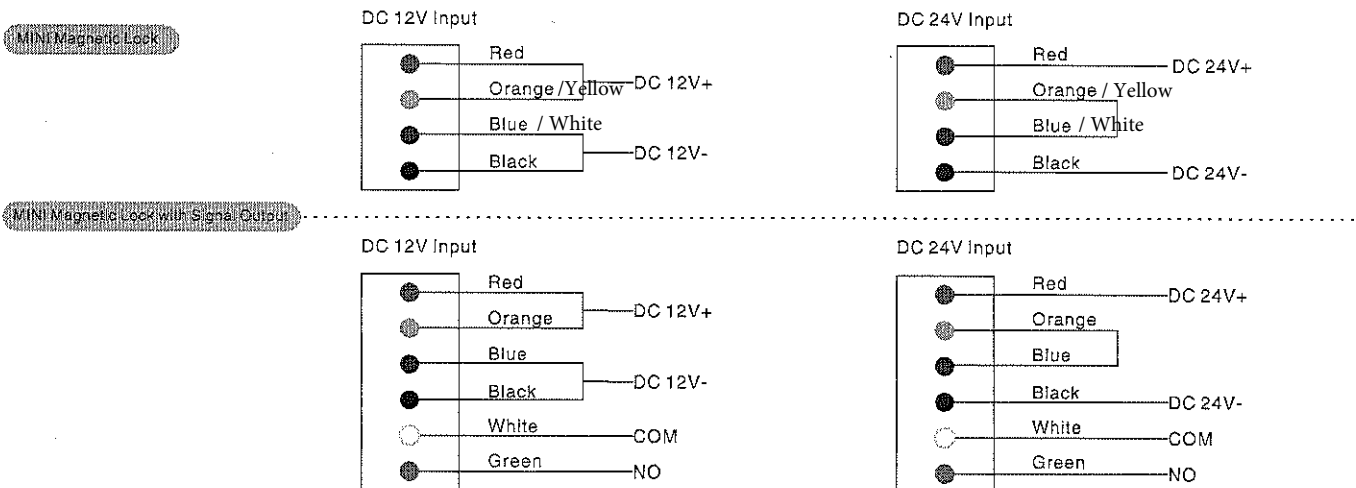 MINI Magnetic Lock
DC 12V Input
Red
Orange /Yellow
DC 12V+
Blue / White
Black
DC 12V-
DC 24V Input
Red
DC 24V+
Orange / Yellow
Blue / White
Black
DC 24V-
MINI Magnetic Lock with Signal Output
DC 12V Input
Red
Orange
DC 12V+
Blue
Black
DC 12V-
White
COM
Green
NO
DC 24V Input
Red
DC 24V+
Orange
Blue
Black
DC 24V-
White
COM
Green
NO